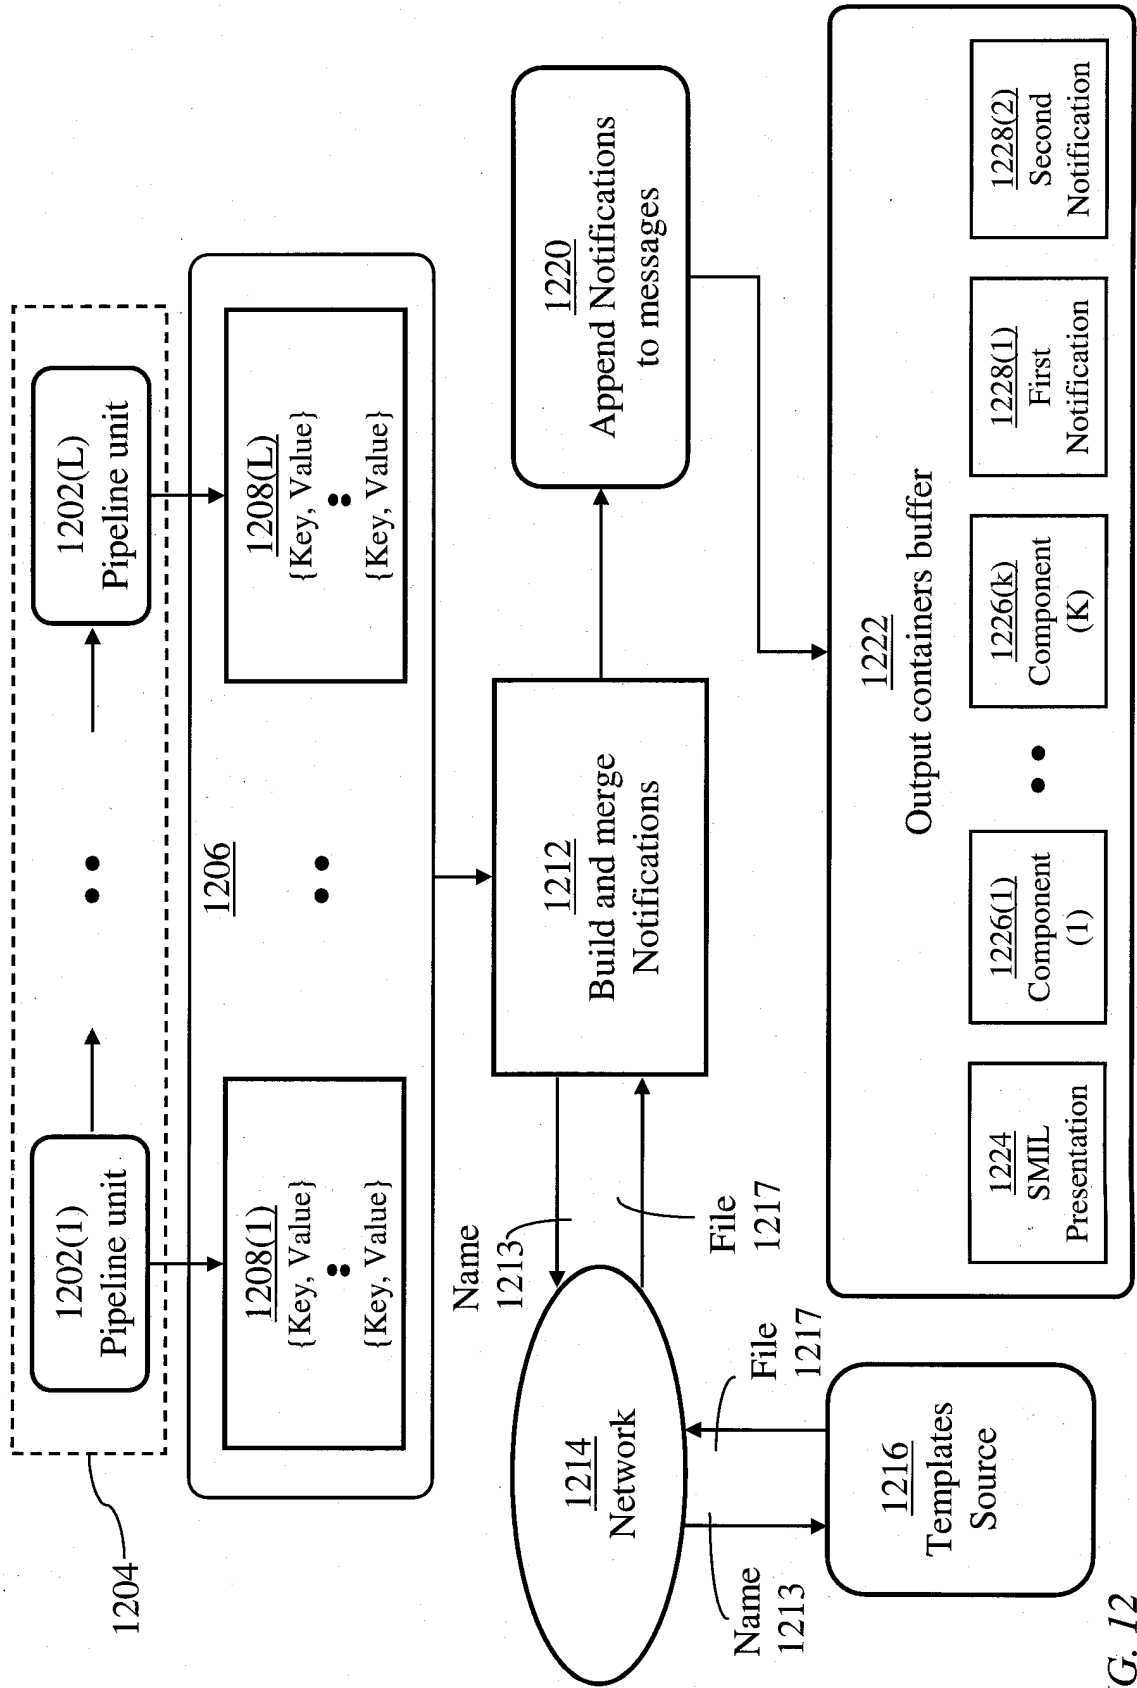 1204
1202(1)
Pipeline unit
1202(L)
Pipeline unit
1206
1208(1)
{Key, Value}
{Key, Value}
1208(L)
{Key, Value}
{Key, Value}
1212
Build and merge
Notifications
1220
Append Notifications
to messages
Name
1213
File
1217
1214
Network
Name
1213
File
1217
1216
Templates
Source
1222
Output containers buffer
1224
SMIL
Presentation
1226(1)
Component
(1)
1226(k)
Component
(K)
1228(1)
First
Notification
1228(2)
Second
Notification
G. 12